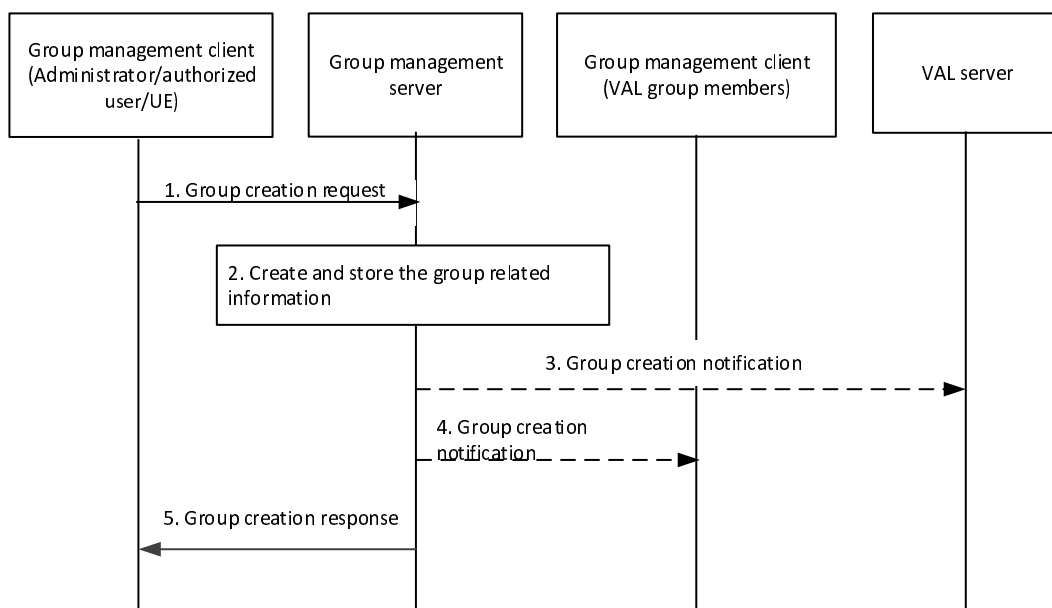 Group management client
(Administrator/authorized
user/UE)
Group management
server
Group management client
(VAL group members)
VAL server
1. Group creation request
2. Create and store the group related
information
3. Group creation notification
4. Group creation
notification
5. Group creation response